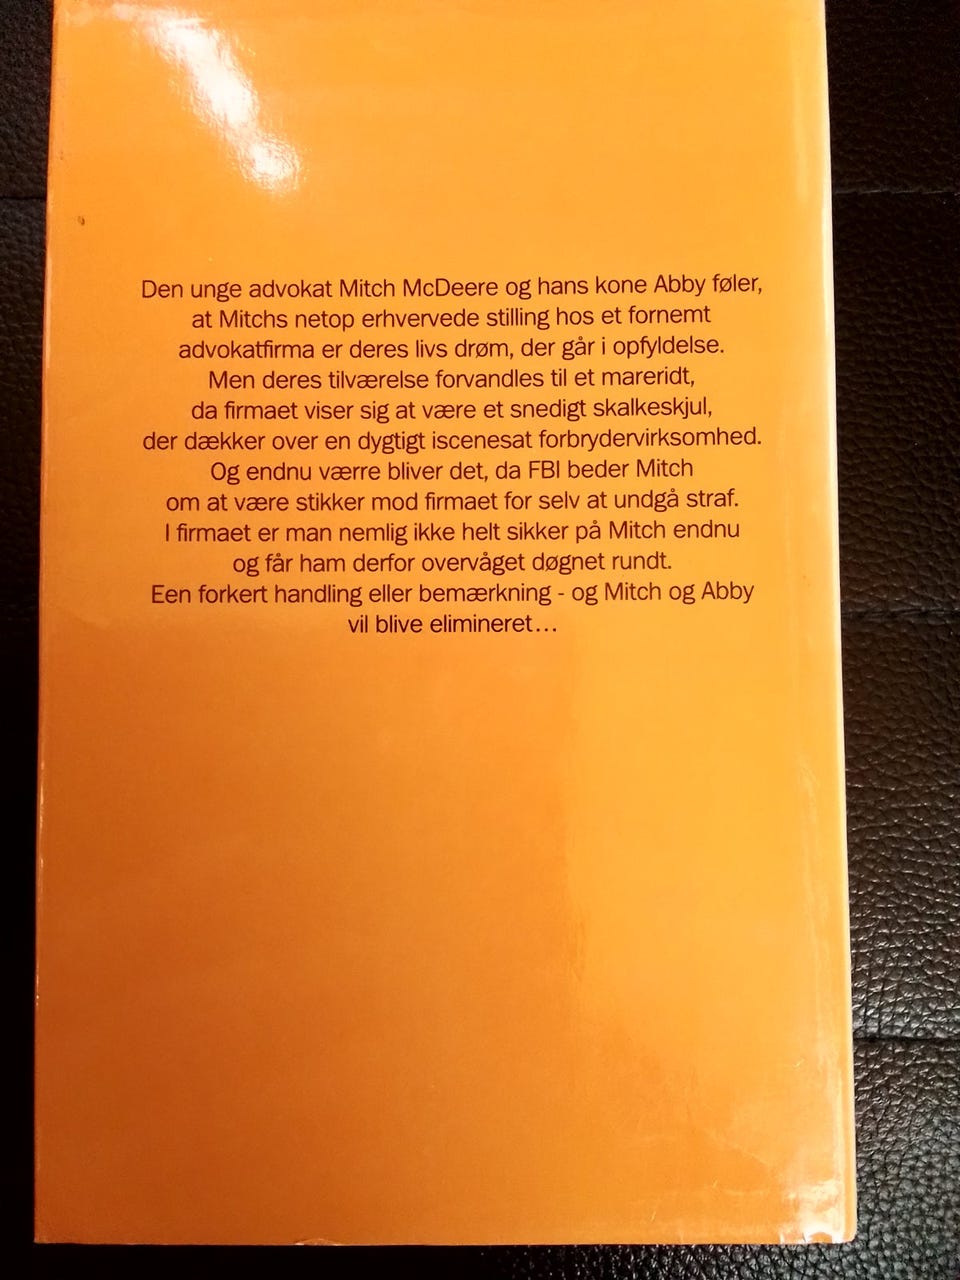 Den unge advokat Mitch McDeere og hans kone Abby føler,
at Mitchs netop erhvervede stilling hos et fornemt
advokatfirma er deres livs drøm, der går i opfyldelse.
Men deres tilværelse forvandles til et mareridt,
da firmaet viser sig at være et snedigt skalkeskjul,
der dækker over en dygtigt iscenesat forbrydervirksomhed.
Og endnu værre bliver det, da FBI beder Mitch
om at være stikker mod firmaet for selv at undgå straf.
I firmaet er man nemlig ikke helt sikker på Mitch endnu
og får ham derfor overvåget døgnet rundt.
Een forkert handling eller bemærkning - og Mitch og Abby
vil blive elimineret...